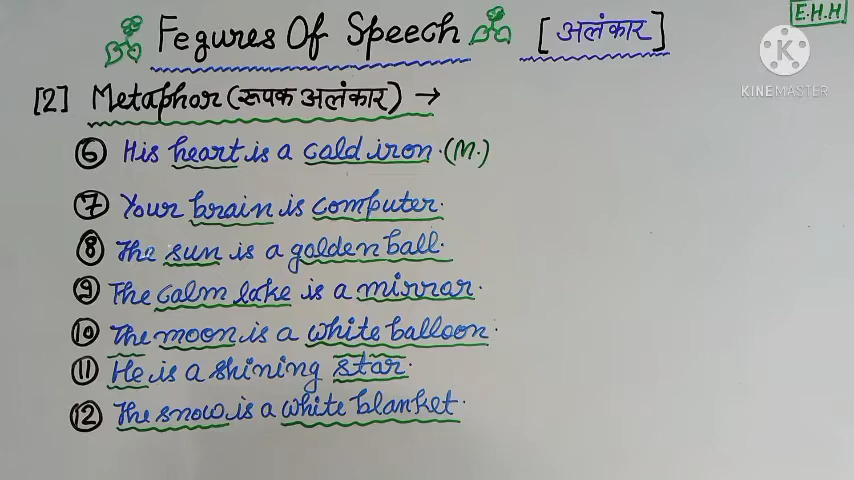 E.H.H
Fegures Of Speech [अलंकार]
K
KINEMASTER
[2] Metaphor (रूपक अलंकार) →
6 His heart is a cald iron. (M.)
7 Your brain is computer.
8 The sun is a golden ball.
9 The calm lake is a mirrar.
10 The moon is a white balloon.
11 He is a shining star.
12 The snow is a white blanket.